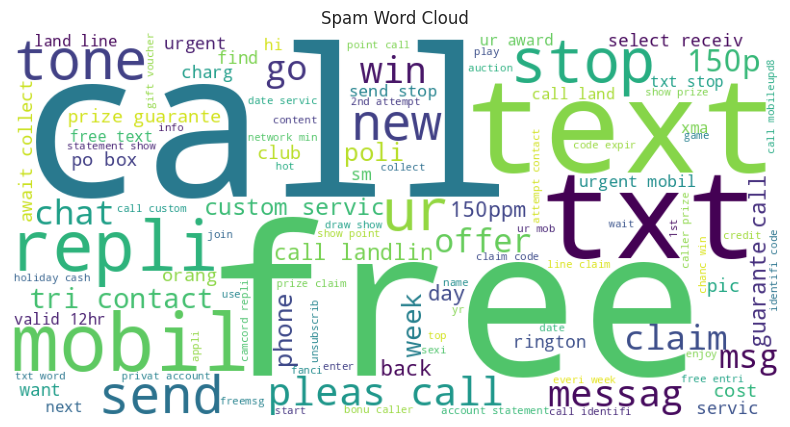 Spam Word Cloud
land line
urgent
point call
hi
ur award
select receiv
tone
gift voucher
find
charg
go
win
stop
play
auction
150p
txt stop
show prize
call mobileupd8
call
send stop
call land
prize guarante
date servic
2nd attempt
new
text
await collect
free text
info
network min
content
statement show
po box
club
poli
hot
collect
sm
xma
code expir
game
attempt contact
urgent mobil
chat
call custom
custom servic
ur
150ppm
txt
wait
1st
caller prize
credit
guarante call
identifi code
repli
join
draw show
show point
offer
ur mob
call landlin
claim code
line claim
chanc win
holiday cash
orang
prize claim
free
tri contact
use
camcord repli
phone
unsubscrib
week
day
name
yr
pic
valid 12hr
mobil
appli
date
top
sexi
rington
claim
enjoy
msg
txt word
privat account
fanci
enter
back
everi week
free entri
want
send
freemsg
pleas call
messag
cost
next
start
bonu caller
account statement
call identifi
servic